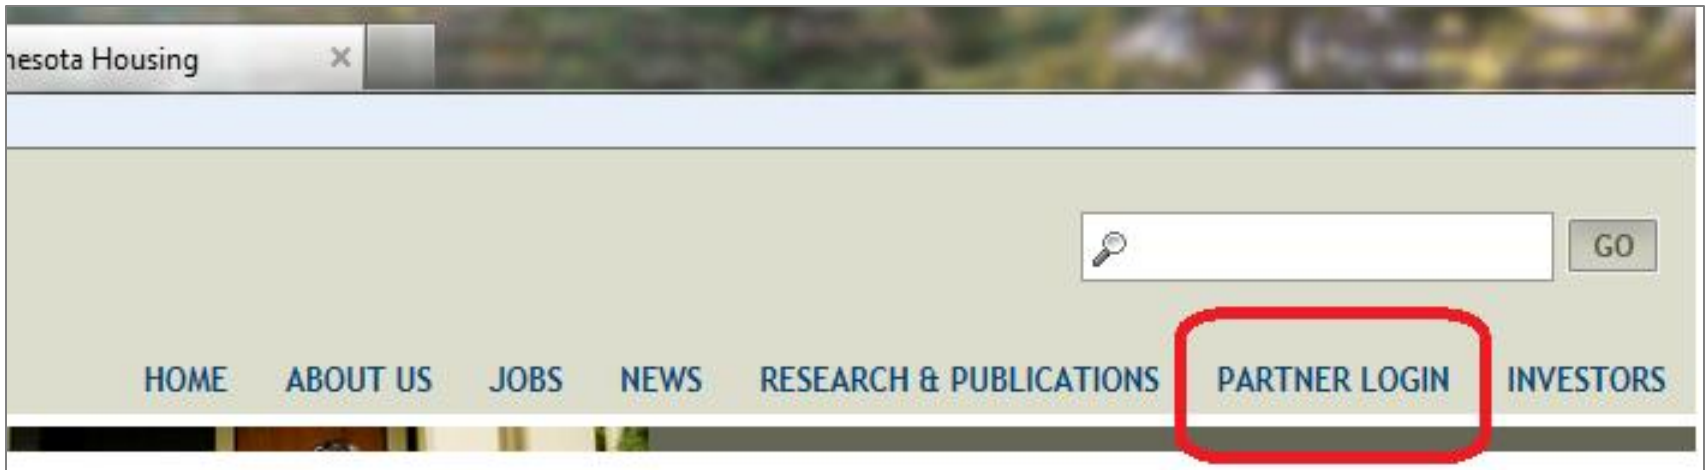 nesota Housing
GO
HOME ABOUT US JOBS NEWS RESEARCH & PUBLICATIONS PARTNER LOGIN INVESTORS